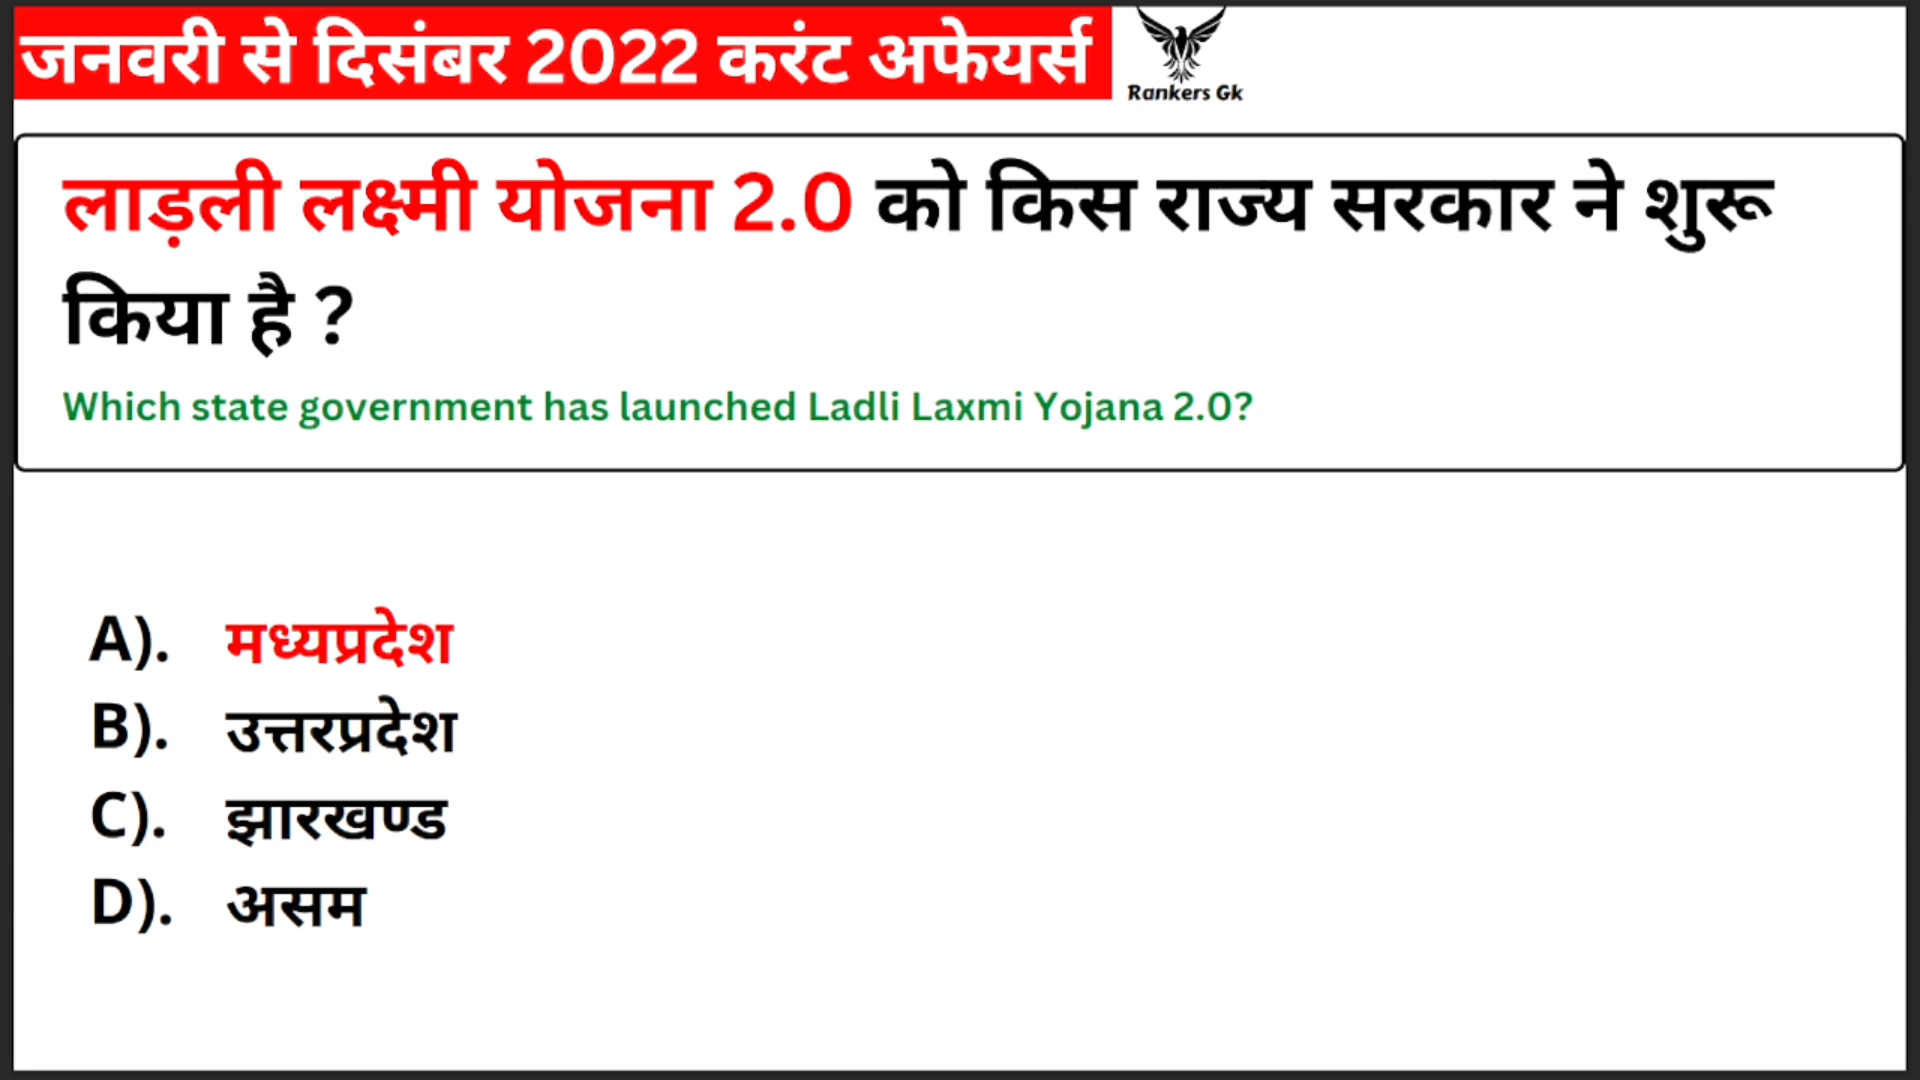 जनवरी से दिसंबर 2022 करंट अफेयर्स
Rankers Gk
लाड़ली लक्ष्मी योजना 2.0 को किस राज्य सरकार ने शुरू
किया है ?
Which state government has launched Ladli Laxmi Yojana 2.0?
A). मध्यप्रदेश
B). उत्तरप्रदेश
C). झारखण्ड
D). असम